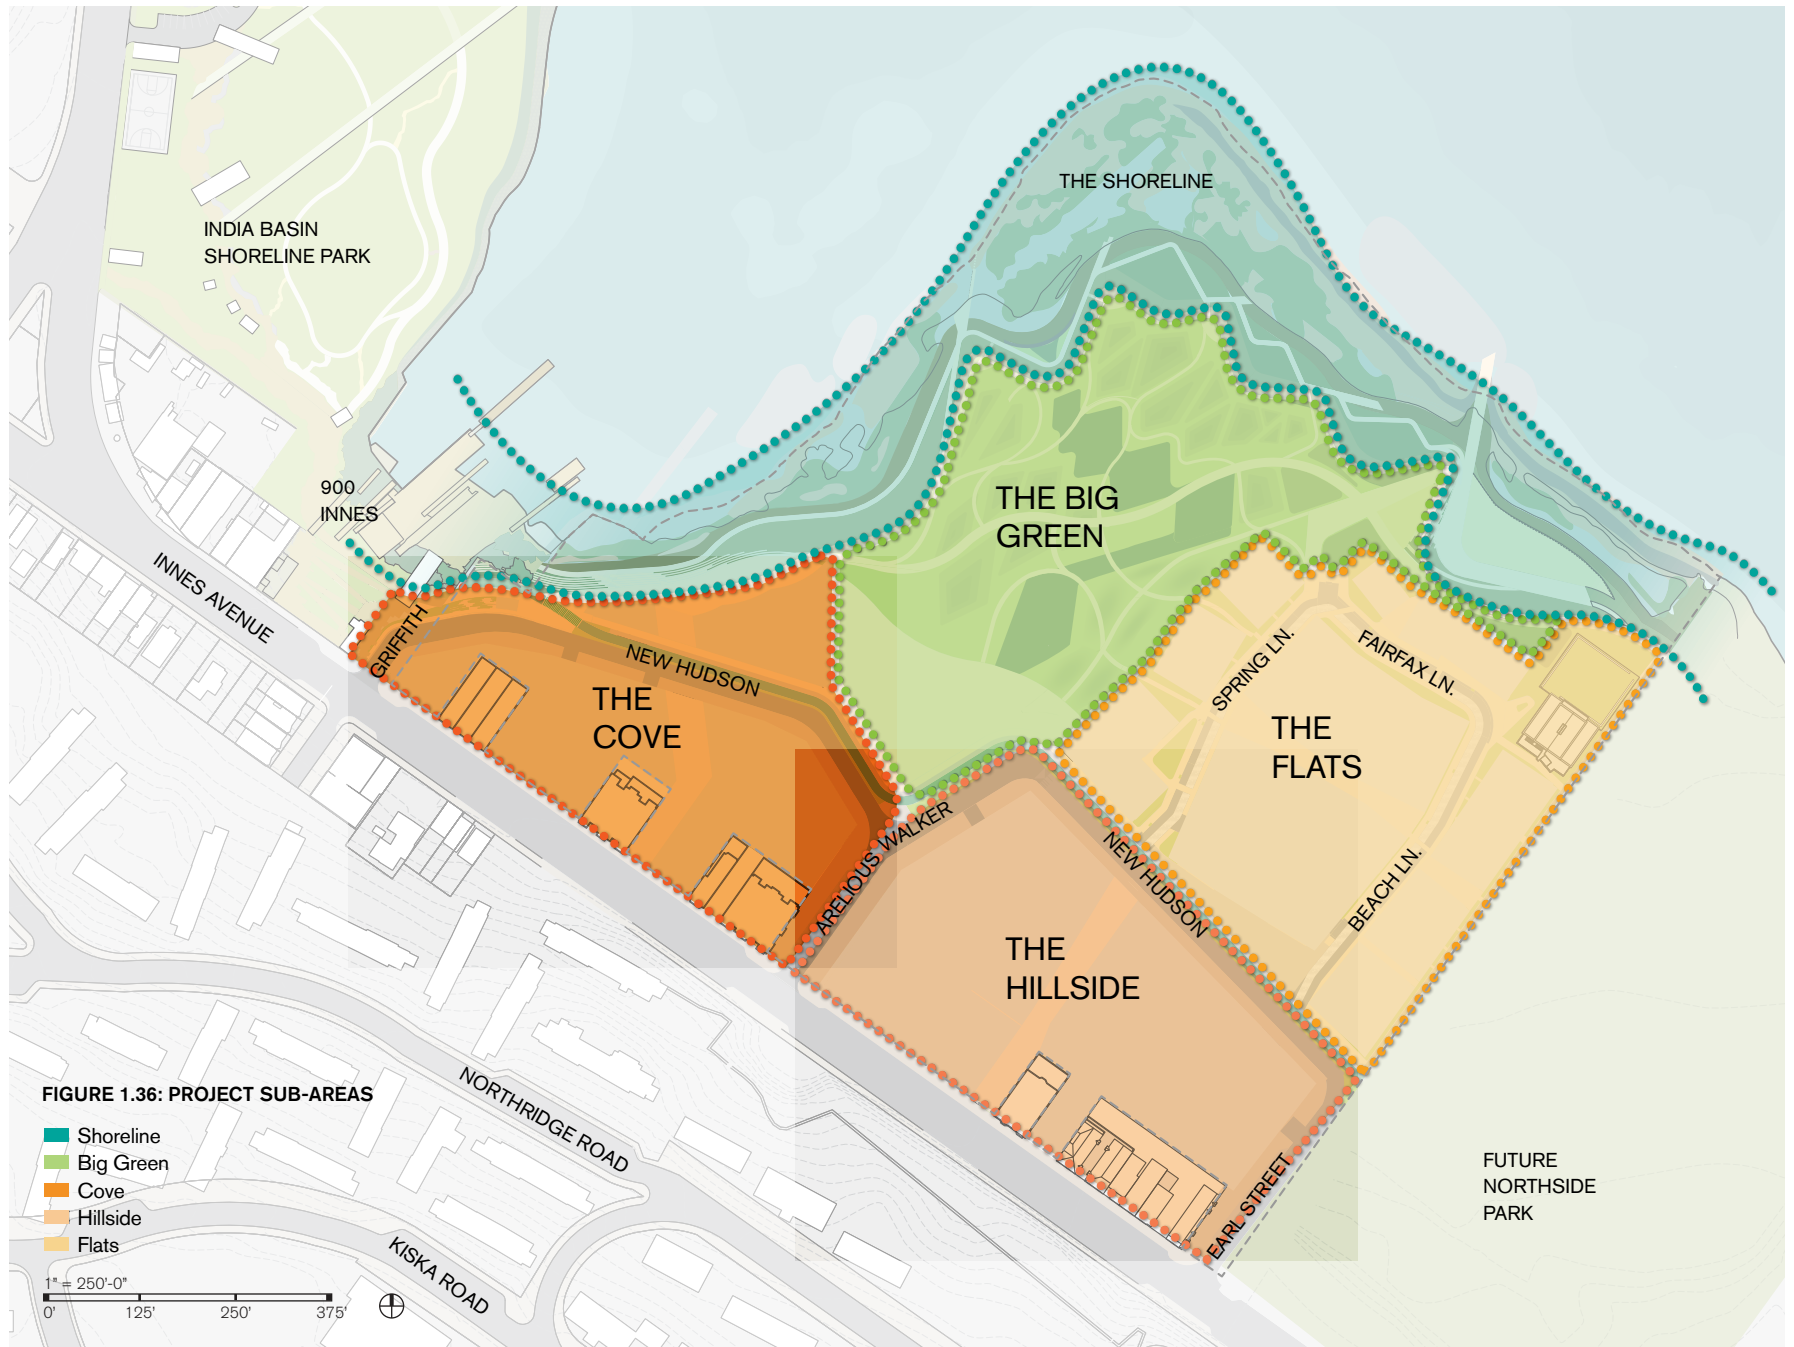 THE SHORELINE
INDIA BASIN
SHORELINE PARK
900
INNES
THE BIG
GREEN
INNES AVENUE
GRIFFITH
NEW HUDSON
THE
COVE
SPRING LN.
FAIRFAX LN.
THE
FLATS
ARELIOUS WALKER
NEW HUDSON
BEACH LN.
THE
HILLSIDE
NORTHRIDGE ROAD
EARL STREET
FUTURE
NORTHSIDE
PARK
KISKA ROAD
FIGURE 1.36: PROJECT SUB-AREAS
Shoreline
Big Green
Cove
Hillside
Flats
1" = 250'-0"
0' 125' 250' 375'